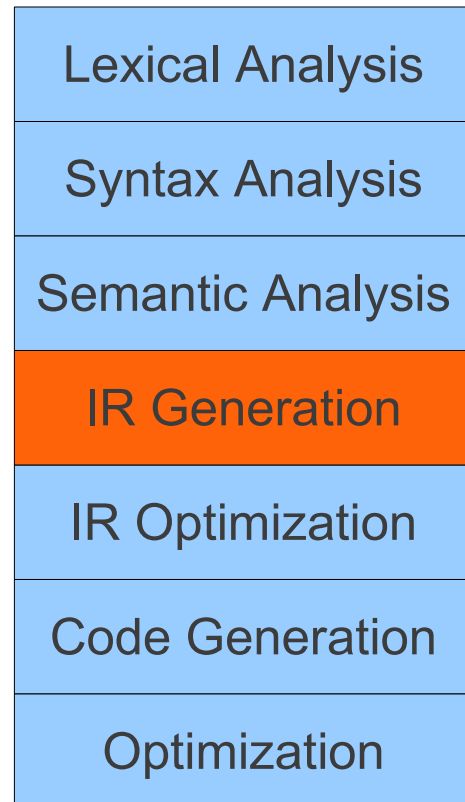 Lexical Analysis
Syntax Analysis
Semantic Analysis
IR Generation
IR Optimization
Code Generation
Optimization